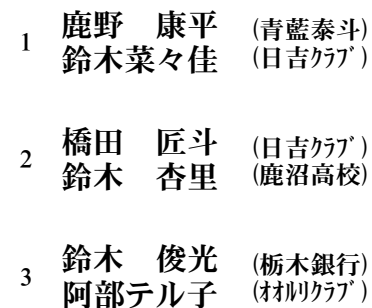 1 鹿野　康平 (青藍泰斗)
鈴木菜々佳 (日吉ｸﾗﾌﾞ)
2 橋田　匠斗 (日吉ｸﾗﾌﾞ)
鈴木　杏里 (鹿沼高校)
3 鈴木　俊光 (栃木銀行)
阿部テル子 (ｵｵﾙﾘｸﾗﾌﾞ)